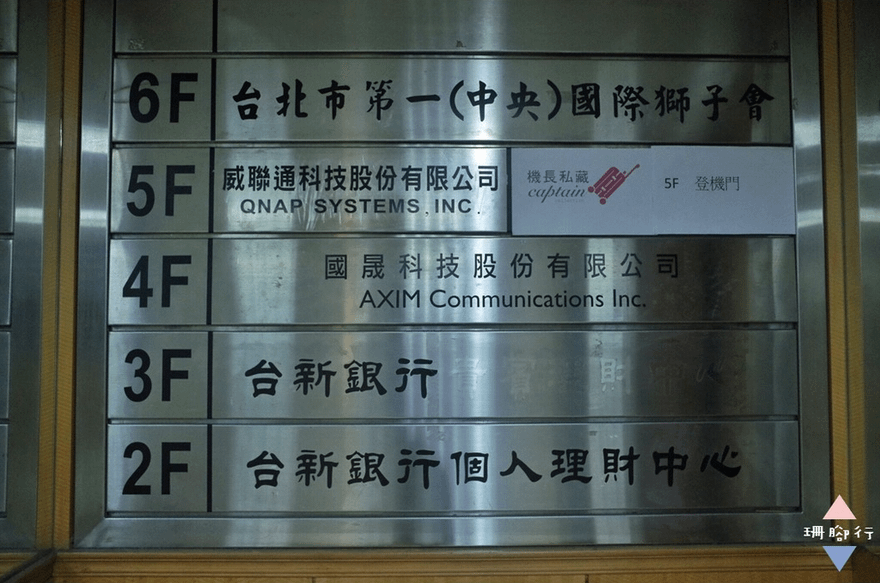 6F 台北市第一(中央)國際獅子會
5F 威聯通科技股份有限公司
QNAP SYSTEMS, INC.
機長私藏
captain
5F 登機門
4F 國晟科技股份有限公司
AXIM Communications Inc.
3F 台新銀行
2F 台新銀行個人理財中心
珊腳行